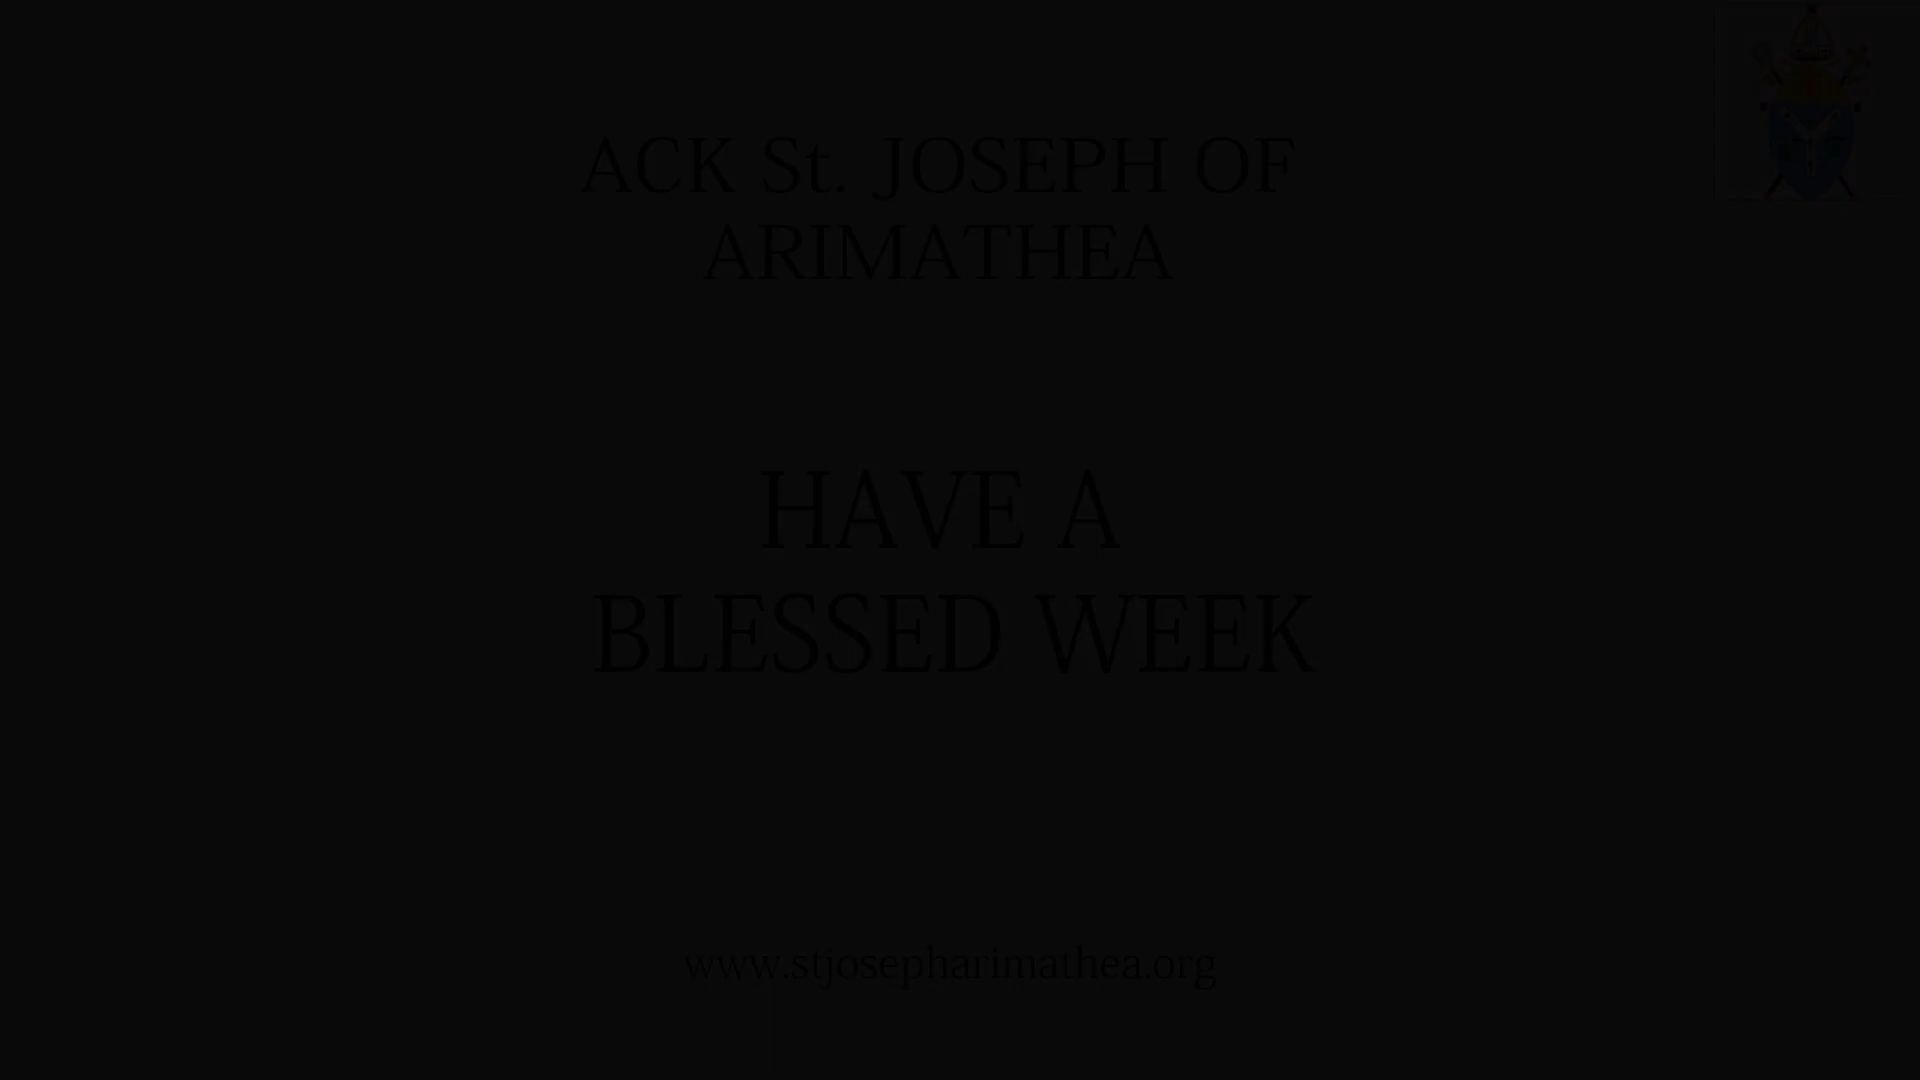 ACK St. JOSEPH OF
ARIMATHEA
HAVE A
BLESSED WEEK
www.stjosepharimathea.org